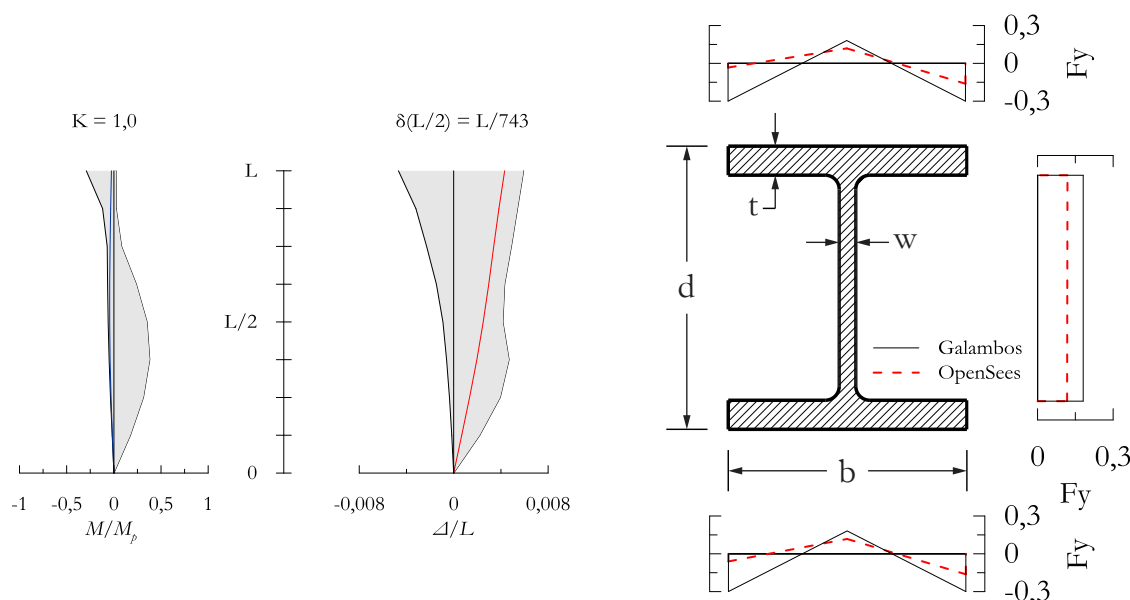 K = 1,0
δ(L/2) = L/743
L
L/2
0
-1 -0,5 0 0,5 1
M/Mp
-0,008 0 0,008
Δ/L
0,3
0
-0,3
Fy
t
w
d
b
Galambos
OpenSees
0 0,3
Fy
0,3
0
-0,3
Fy